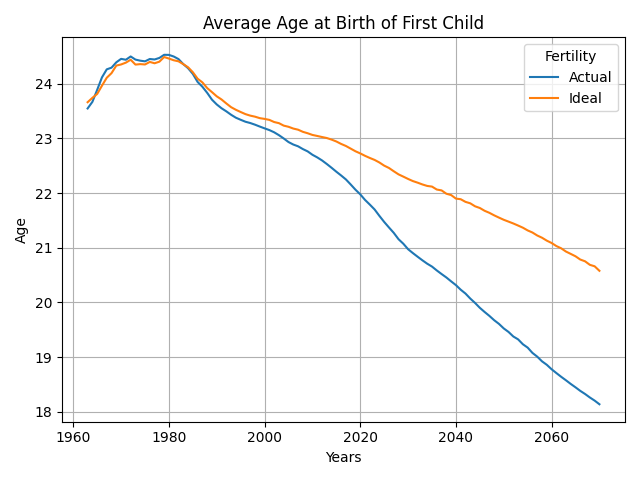 Average Age at Birth of First Child
Fertility
Actual
Ideal
Age
24
23
22
21
20
19
18
1960 1980 2000 2020 2040 2060
Years